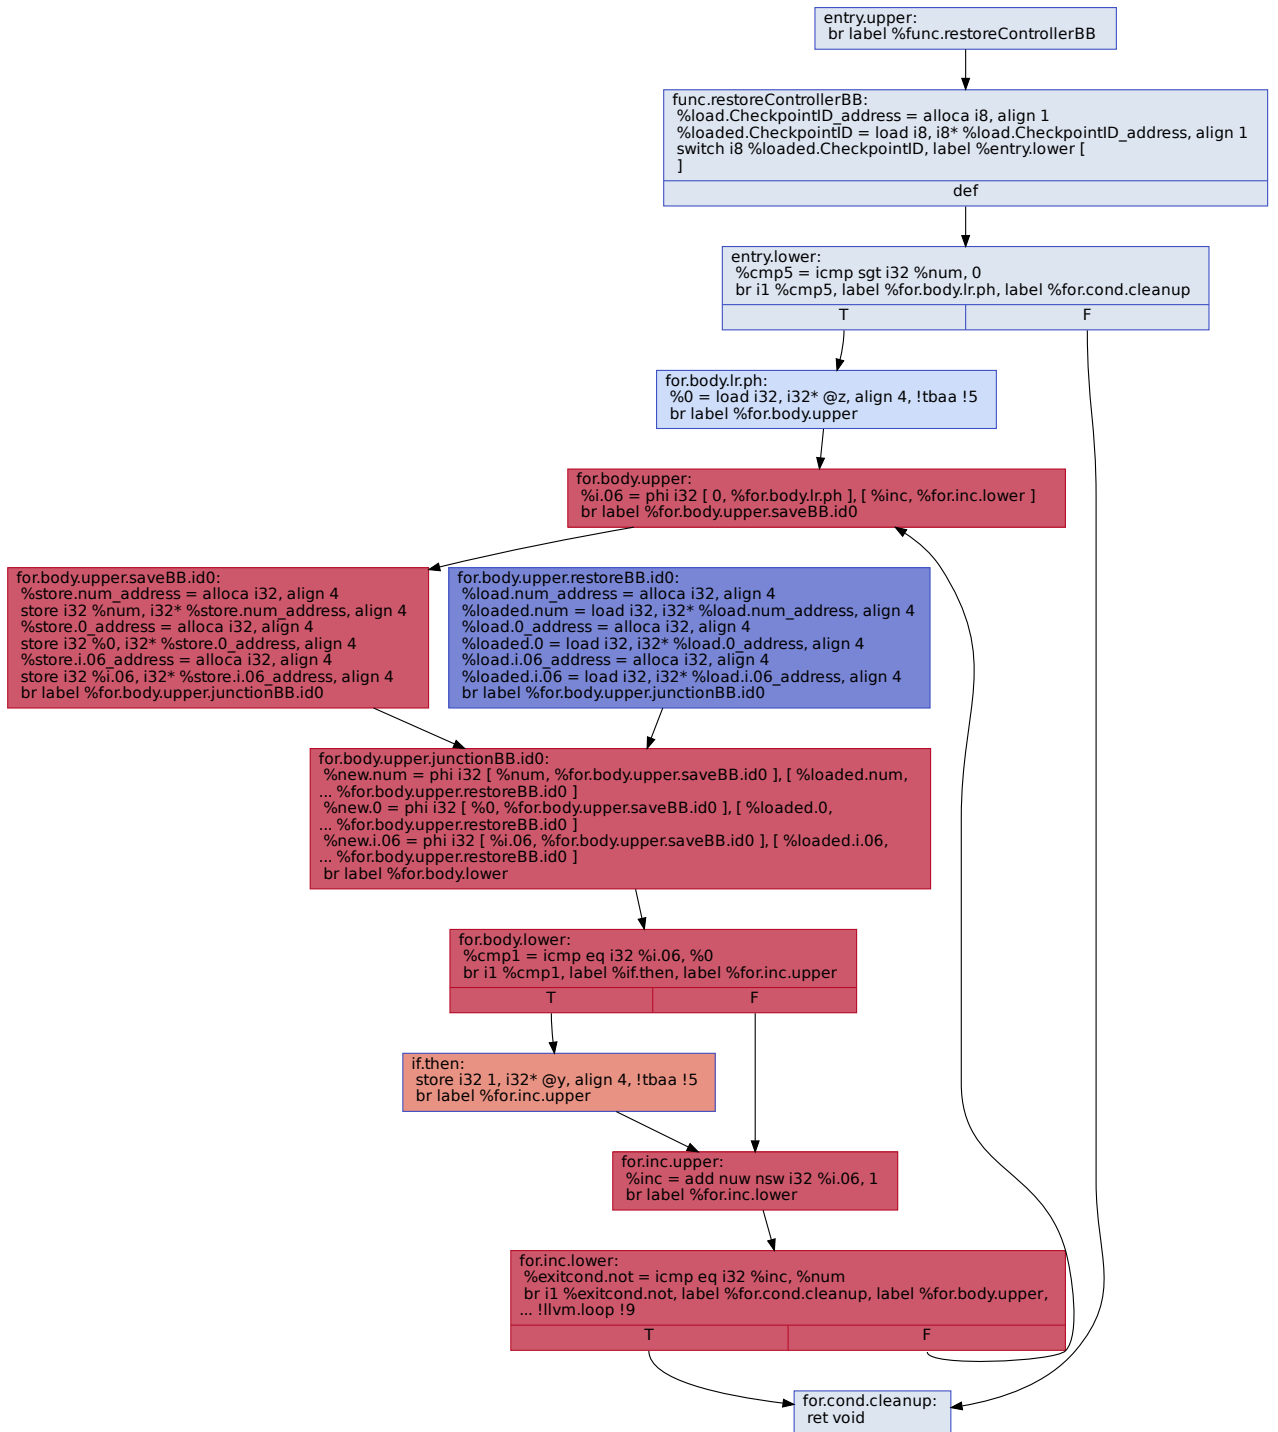 entry.upper:
br label %func.restoreControllerBB
func.restoreControllerBB:
%load.CheckpointID_address = alloca i8, align 1
%loaded.CheckpointID = load i8, i8* %load.CheckpointID_address, align 1
switch i8 %loaded.CheckpointID, label %entry.lower [
]
def
entry.lower:
%cmp5 = icmp sgt i32 %num, 0
br i1 %cmp5, label %for.body.lr.ph, label %for.cond.cleanup
T
F
for.body.lr.ph:
%0 = load i32, i32* @z, align 4, !tbaa !5
br label %for.body.upper
for.body.upper:
%i.06 = phi i32 [ 0, %for.body.lr.ph ], [ %inc, %for.inc.lower ]
br label %for.body.upper.saveBB.id0
for.body.upper.saveBB.id0:
%store.num_address = alloca i32, align 4
store i32 %num, i32* %store.num_address, align 4
%store.0_address = alloca i32, align 4
store i32 %0, i32* %store.0_address, align 4
%store.i.06_address = alloca i32, align 4
store i32 %i.06, i32* %store.i.06_address, align 4
br label %for.body.upper.junctionBB.id0
for.body.upper.restoreBB.id0:
%load.num_address = alloca i32, align 4
%loaded.num = load i32, i32* %load.num_address, align 4
%load.0_address = alloca i32, align 4
%loaded.0 = load i32, i32* %load.0_address, align 4
%load.i.06_address = alloca i32, align 4
%loaded.i.06 = load i32, i32* %load.i.06_address, align 4
br label %for.body.upper.junctionBB.id0
for.body.upper.junctionBB.id0:
%new.num = phi i32 [ %num, %for.body.upper.saveBB.id0 ], [ %loaded.num,
... %for.body.upper.restoreBB.id0 ]
%new.0 = phi i32 [ %0, %for.body.upper.saveBB.id0 ], [ %loaded.0,
... %for.body.upper.restoreBB.id0 ]
%new.i.06 = phi i32 [ %i.06, %for.body.upper.saveBB.id0 ], [ %loaded.i.06,
... %for.body.upper.restoreBB.id0 ]
br label %for.body.lower
for.body.lower:
%cmp1 = icmp eq i32 %i.06, %0
br i1 %cmp1, label %if.then, label %for.inc.upper
T
F
if.then:
store i32 1, i32* @y, align 4, !tbaa !5
br label %for.inc.upper
for.inc.upper:
%inc = add nuw nsw i32 %i.06, 1
br label %for.inc.lower
for.inc.lower:
%exitcond.not = icmp eq i32 %inc, %num
br i1 %exitcond.not, label %for.cond.cleanup, label %for.body.upper,
... !llvm.loop !9
T
F
for.cond.cleanup:
ret void